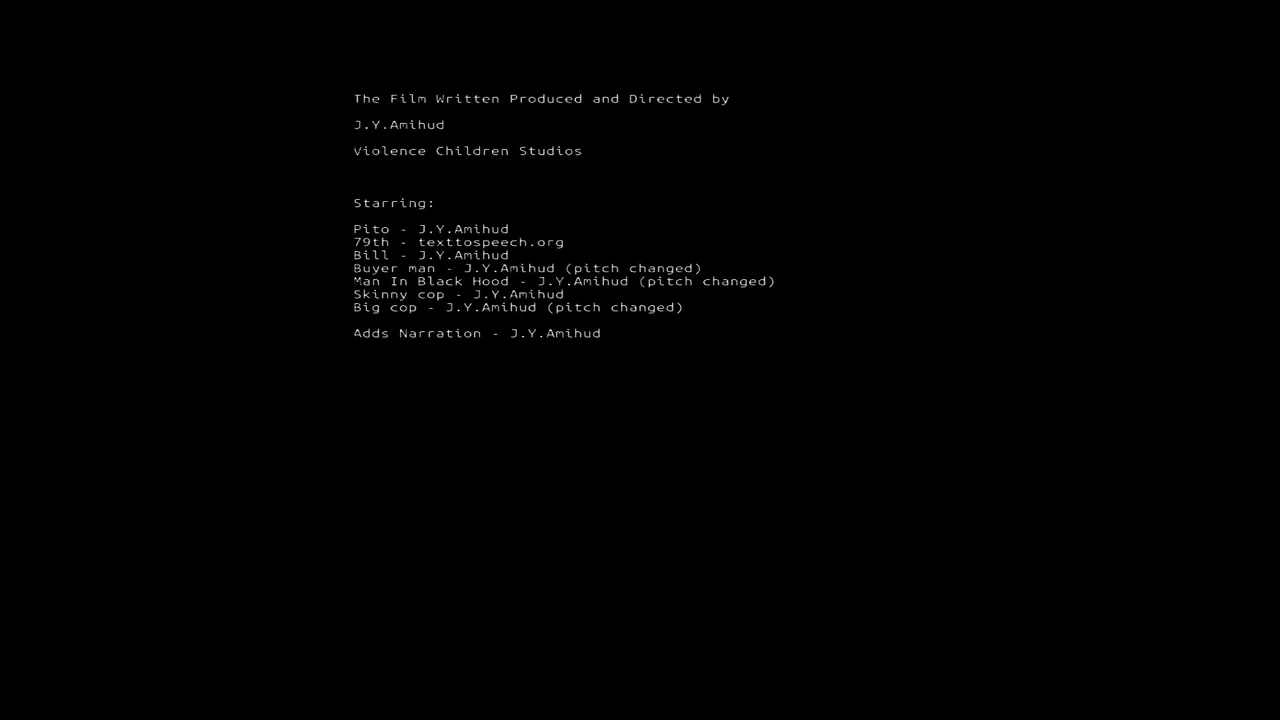 The Film Written Produced and Directed by
J.Y.Amihud
Violence Children Studios
Starring:
Pito - J.Y.Amihud
79th - texttospeech.org
Bill - J.Y.Amihud
Buyer man - J.Y.Amihud (pitch changed)
Man In Black Hood - J.Y.Amihud (pitch changed)
Skinny cop - J.Y.Amihud
Big cop - J.Y.Amihud (pitch changed)
Adds Narration - J.Y.Amihud